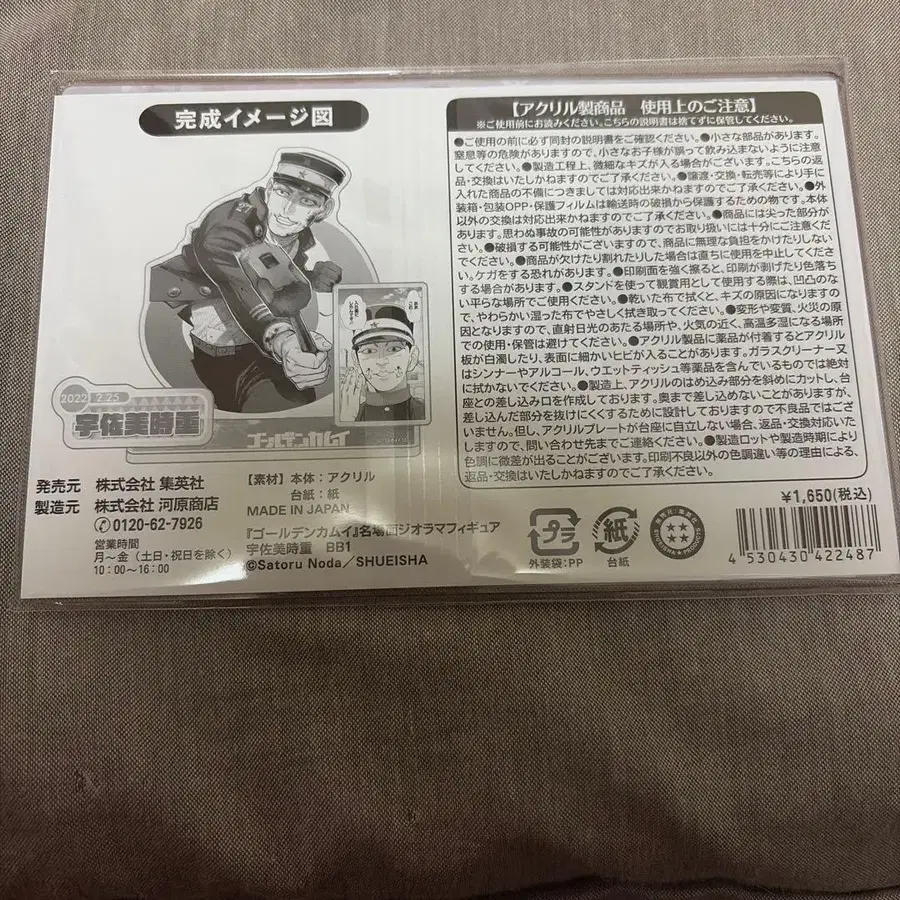 完成イメージ図
2022 2.25
宇佐美時重
ゴールデンカムイ
発売元 株式会社 集英社
製造元 株式会社 河原商店
0120-62-7926
営業時間
月〜金(土日・祝日を除く)
10:00〜16:00
【素材】本体:アクリル
台紙:紙
MADE IN JAPAN
『ゴールデンカムイ』名場面ジオラマフィギュア
宇佐美時重 BB1
©Satoru Noda/SHUEISHA
【アクリル製商品 使用上のご注意】
※ご使用前にお読みください。こちらの説明書は捨てずに保管してください。
●ご使用の前に必ず同封の説明書をご確認ください。●小さな部品があります。
窒息等の危険がありますので、小さなお子様が誤って飲み込まないように注意
してください。●製造工程上、微細なキズが入る場合がございます。こちらの返
品・交換はいたしかねますのでご了承ください。●譲渡・交換・転売等により手に
入れた商品の不備につきましては対応出来かねますのでご了承ください。●外
装箱・包装OPP・保護フィルムは輸送時の破損から保護するための物です。本体
以外の交換は対応出来かねますのでご了承ください。●商品には尖った部分が
あります。思わぬ事故の可能性がありますのでお取り扱いには十分にご注意くださ
い。●破損する可能性がございますので、商品に無理な負担をかけたりしない
でください。●商品が欠けたり割れたりした場合は直ちに使用を中止してくださ
い。ケガをする恐れがあります。●印刷面を強く擦ると、印刷が剥げたり色落ち
する場合があります。●スタンドを使って観賞用として使用する際は、凹凸のな
い平らな場所でご使用ください。●乾いた布で拭くと、キズの原因になりますの
で、やわらかい湿った布でやさしく拭き取ってください。●変形や変質、火災の原
因となりますので、直射日光のあたる場所や、火気の近く、高温多湿になる場所
での使用・保管は避けてください。●アクリル製品に薬品が付着するとアクリル
板が白濁したり、表面に細かいヒビが入ることがあります。ガラスクリーナー又
はシンナーやアルコール、ウエットティッシュ等薬品を含んでいるものでは絶対
に拭かないでください。●製造上、アクリルのはめ込み部分を斜めにカットし、台
座との差し込み口を作成しております。奥まで差し込めないことがありますが、
差し込んだ部分を抜けにくくするために設計しておりますので不良品ではござ
いません。但し、アクリルプレートが台座に自立しない場合、返品・交換対応いた
しますので、問い合わせ先までご連絡ください。●製造ロットや製造時期により
色調に微差が出ることがございます。印刷不良以外の色調違い等の理由による、
返品・交換はいたしかねますのでご了承ください。
¥1,650(税込)
プラ
外装袋:PP
紙
台紙
4 530430 422487